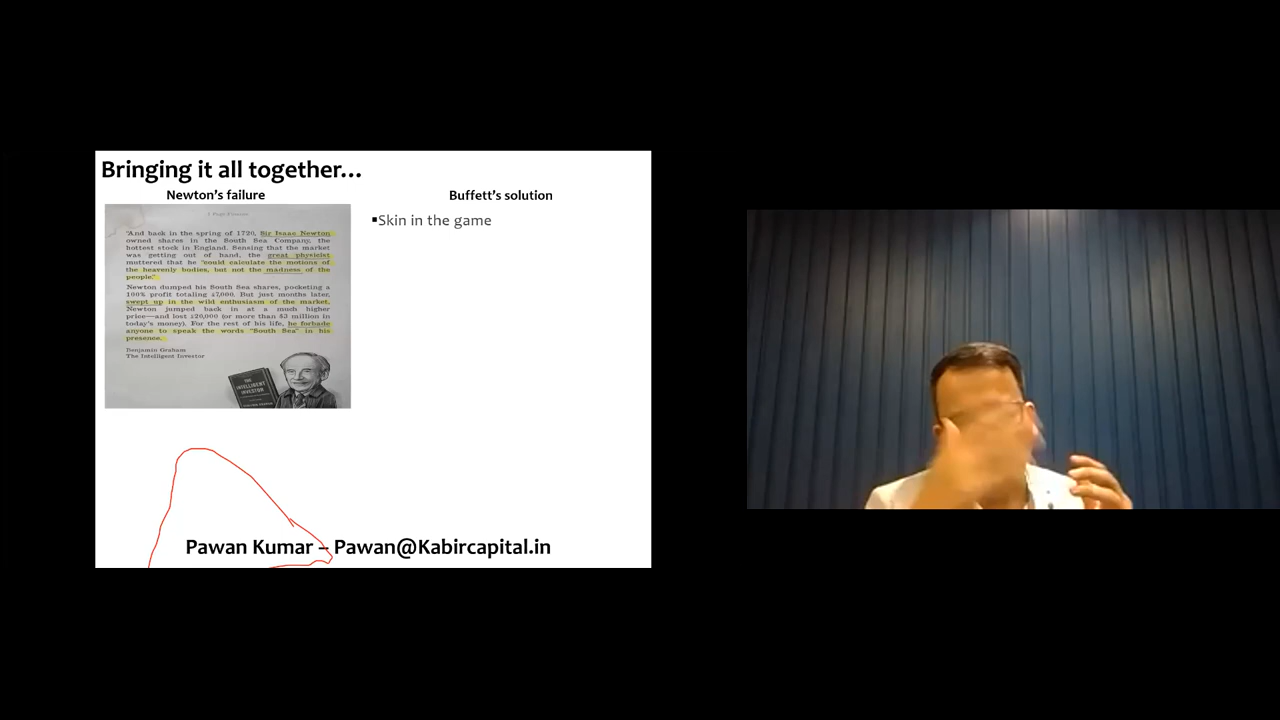 Bringing it all together…
Newton's failure
Buffett's solution
"And back in the spring of 1720, Sir Isaac Newton
owned shares in the South Sea Company, the
hottest stock in England. Sensing that the market
was getting out of hand, the great physicist
muttered that he "could calculate the motions of
the heavenly bodies, but not the madness of the
people."
Newton dumped his South Sea shares, pocketing a
100% profit totaling £7,000. But just months later,
swept up in the wild enthusiasm of the market,
Newton jumped back in at a much higher
price—and lost £20,000 (or more than $3 million in
today's money). For the rest of his life, he forbade
anyone to speak the words "South Sea" in his
presence.
Benjamin Graham
The Intelligent Investor
THE
INTELLIGENT
INVESTOR
▪Skin in the game
Pawan Kumar – Pawan@Kabircapital.in